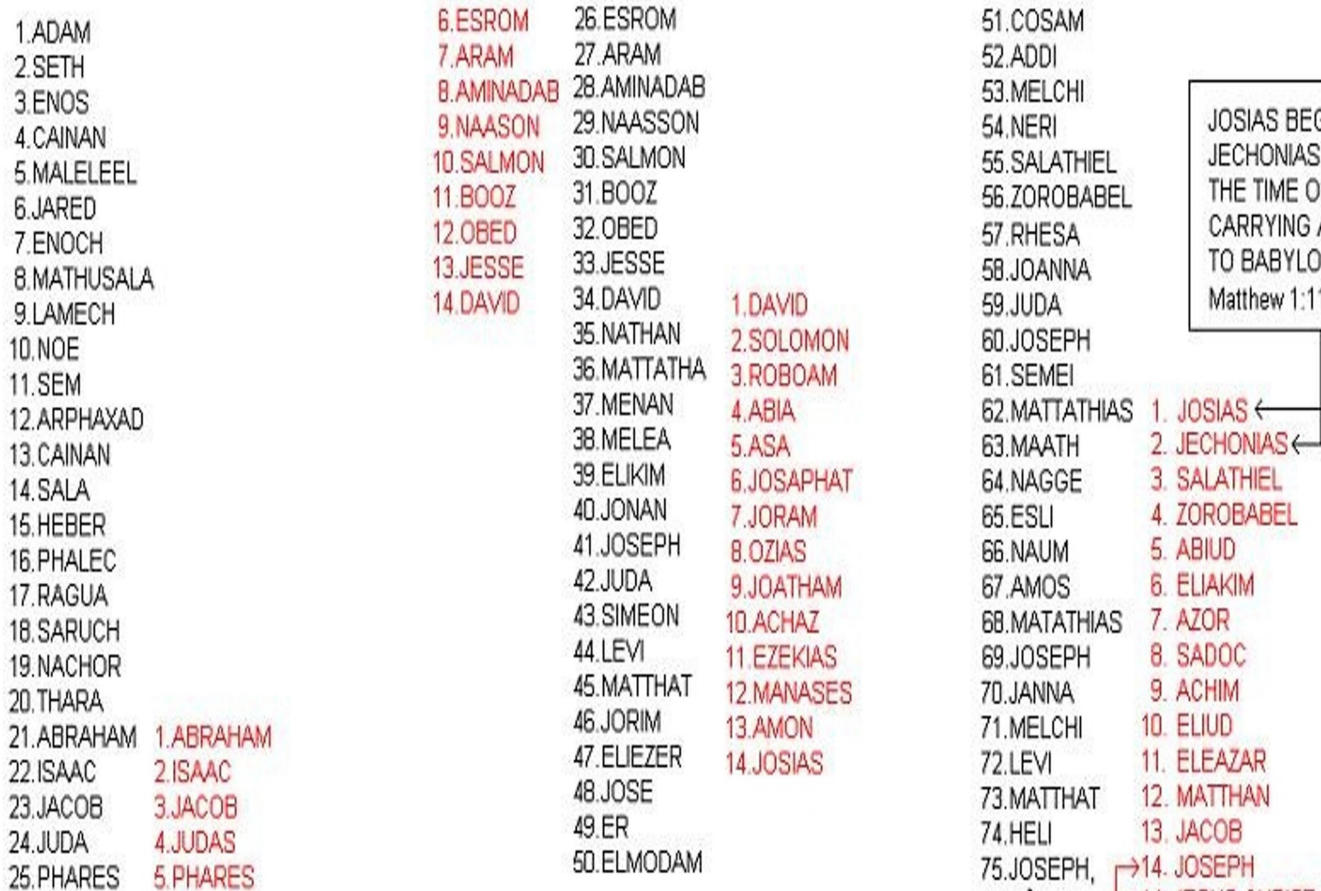 1.ADAM
2.SETH
3.ENOS
4.CAINAN
5.MALELEEL
6.JARED
7.ENOCH
8.MATHUSALA
9.LAMECH
10.NOE
11.SEM
12.ARPHAXAD
13.CAINAN
14.SALA
15.HEBER
16.PHALEC
17.RAGUA
18.SARUCH
19.NACHOR
20.THARA
21.ABRAHAM 1.ABRAHAM
22.ISAAC 2.ISAAC
23.JACOB 3.JACOB
24.JUDA 4.JUDAS
25.PHARES 5.PHARES
6.ESROM 26.ESROM
7.ARAM 27.ARAM
8.AMINADAB 28.AMINADAB
9.NAASON 29.NAASSON
10.SALMON 30.SALMON
11.BOOZ 31.BOOZ
12.OBED 32.OBED
13.JESSE 33.JESSE
14.DAVID 34.DAVID 1.DAVID
35.NATHAN 2.SOLOMON
36.MATTATHA 3.ROBOAM
37.MENAN 4.ABIA
38.MELEA 5.ASA
39.ELIKIM 6.JOSAPHAT
40.JONAN 7.JORAM
41.JOSEPH 8.OZIAS
42.JUDA 9.JOATHAM
43.SIMEON 10.ACHAZ
44.LEVI 11.EZEKIAS
45.MATTHAT 12.MANASES
46.JORIM 13.AMON
47.ELIEZER 14.JOSIAS
48.JOSE
49.ER
50.ELMODAM
51.COSAM
52.ADDI
53.MELCHI
54.NERI
55.SALATHIEL
56.ZOROBABEL
57.RHESA
58.JOANNA
59.JUDA
60.JOSEPH
61.SEMEI
62.MATTATHIAS 1. JOSIAS
63.MAATH 2. JECHONIAS
64.NAGGE 3. SALATHIEL
65.ESLI 4. ZOROBABEL
66.NAUM 5. ABIUD
67.AMOS 6. ELIAKIM
68.MATATHIAS 7. AZOR
69.JOSEPH 8. SADOC
70.JANNA 9. ACHIM
71.MELCHI 10. ELIUD
72.LEVI 11. ELEAZAR
73.MATTHAT 12. MATTHAN
74.HELI 13. JACOB
75.JOSEPH, 14. JOSEPH
JOSIAS BEG
JECHONIAS
THE TIME O
CARRYING A
TO BABYLO
Matthew 1:11